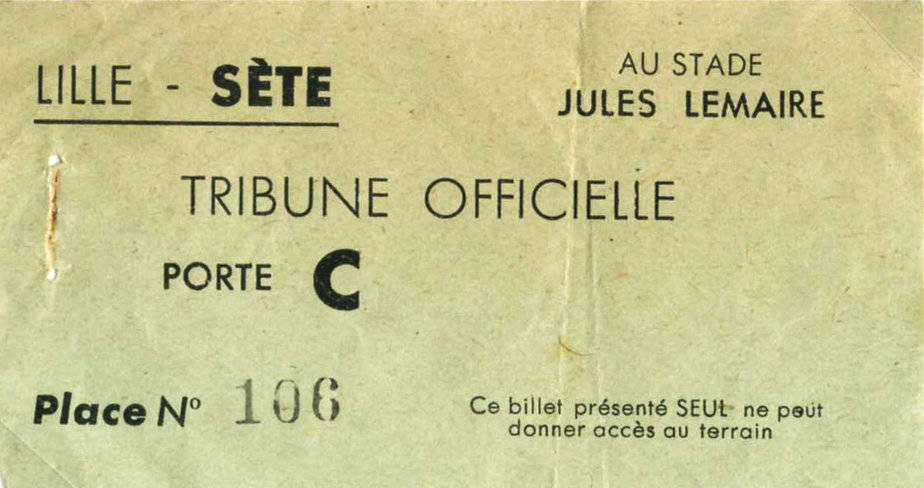 LILLE - SÈTE
AU STADE
JULES LEMAIRE
TRIBUNE OFFICIELLE
PORTE C
Place Nº 106
Ce billet présenté SEUL ne peut
donner accès au terrain